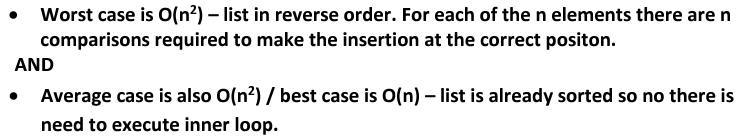 • Worst case is O(n²) – list in reverse order. For each of the n elements there are n
comparisons required to make the insertion at the correct positon.
AND
• Average case is also O(n²) / best case is O(n) – list is already sorted so no there is
need to execute inner loop.